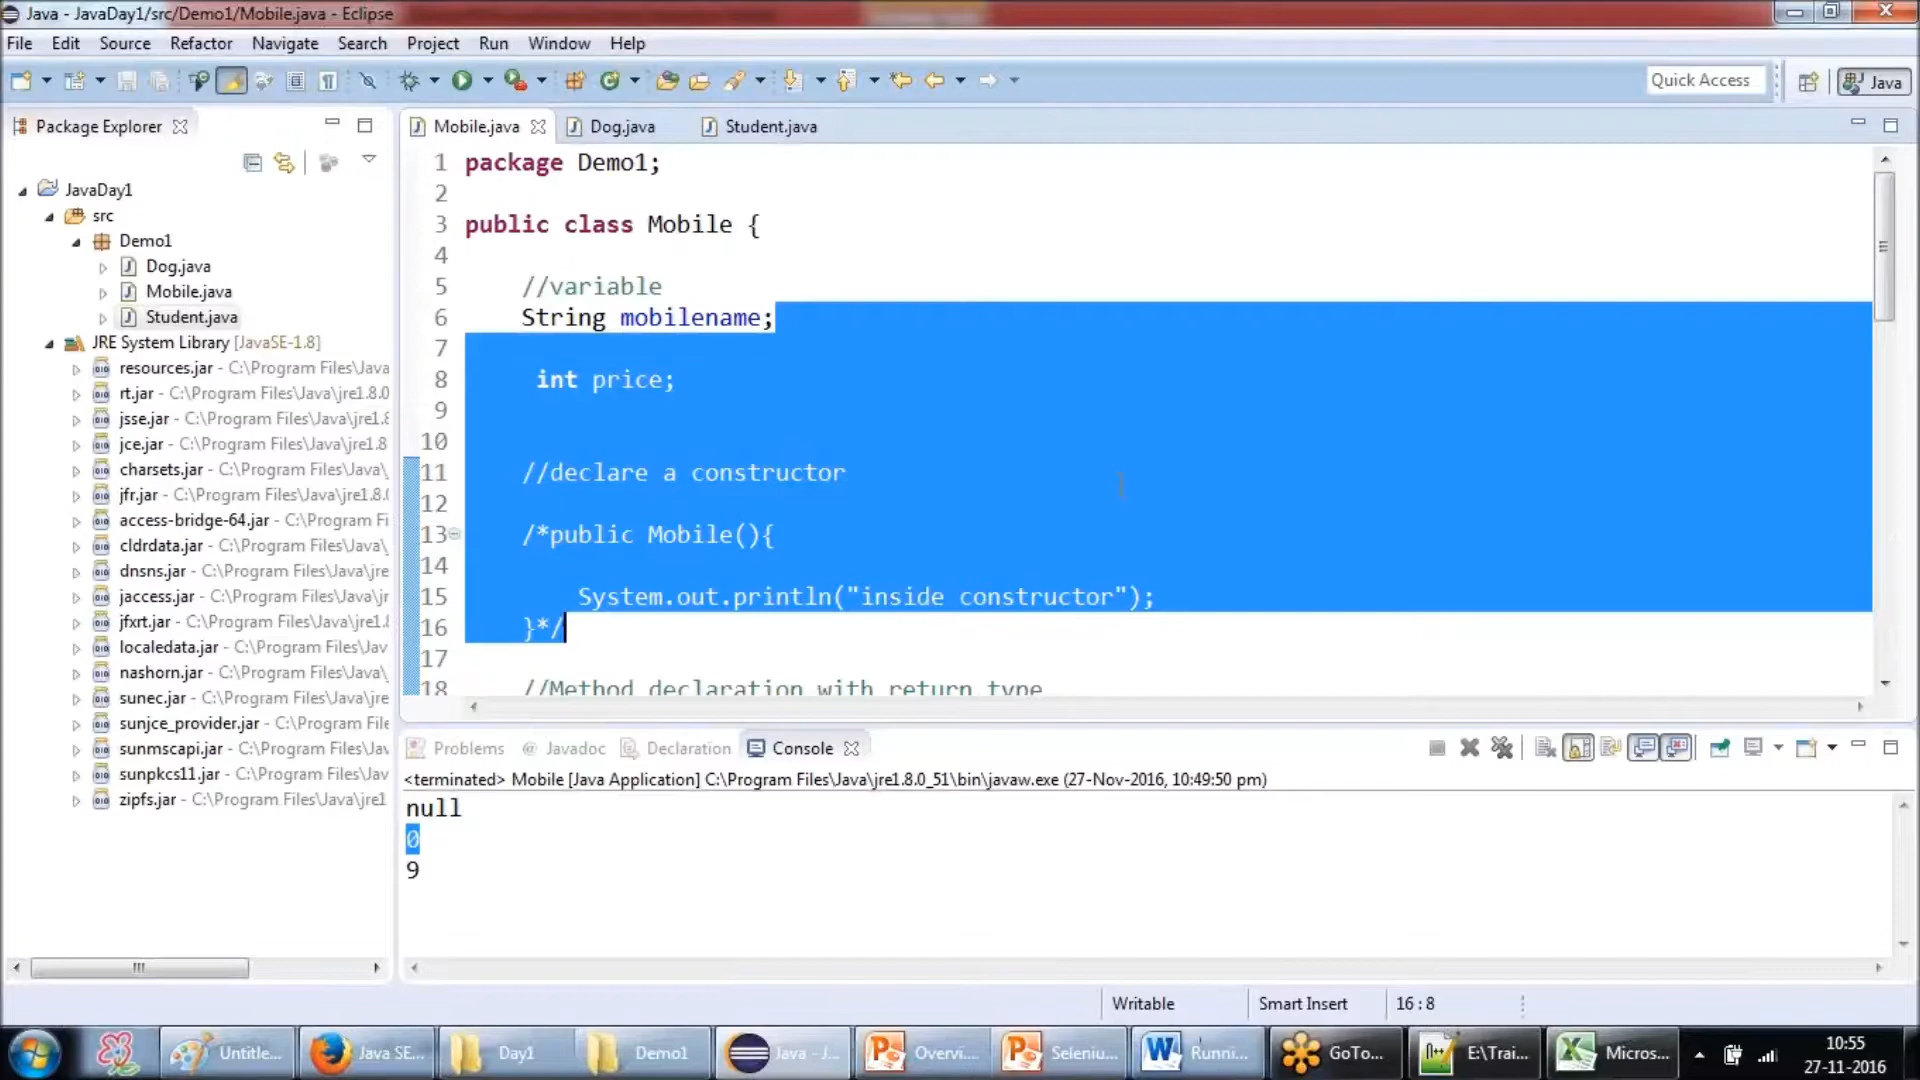 Java - JavaDay1/src/Demo1/Mobile.java - Eclipse
File Edit Source Refactor Navigate Search Project Run Window Help
Quick Access
Java
Package Explorer
JavaDay1
src
Demo1
Dog.java
Mobile.java
Student.java
JRE System Library [JavaSE-1.8]
resources.jar - C:\Program Files\Java
rt.jar - C:\Program Files\Java\jre1.8.0
jsse.jar - C:\Program Files\Java\jre1.8
jce.jar - C:\Program Files\Java\jre1.8
charsets.jar - C:\Program Files\Java\
jfr.jar - C:\Program Files\Java\jre1.8.0
access-bridge-64.jar - C:\Program Fi
cldrdata.jar - C:\Program Files\Java\
dnsns.jar - C:\Program Files\Java\jre
jaccess.jar - C:\Program Files\Java\jre
jfxrt.jar - C:\Program Files\Java\jre1.8
localedata.jar - C:\Program Files\Jav
nashorn.jar - C:\Program Files\Java\j
sunec.jar - C:\Program Files\Java\jre
sunjce_provider.jar - C:\Program File
sunmscapi.jar - C:\Program Files\Jav
sunpkcs11.jar - C:\Program Files\Jav
zipfs.jar - C:\Program Files\Java\jre1
Mobile.java Dog.java Student.java
1 package Demo1;
2
3 public class Mobile {
4
5 //variable
6 String mobilename;
7
8 int price;
9
10
11 //declare a constructor
12
13 /*public Mobile(){
14
15 System.out.println("inside constructor");
16 }*/
17
18 //Method declaration with return type
Problems @ Javadoc Declaration Console
<terminated> Mobile [Java Application] C:\Program Files\Java\jre1.8.0_51\bin\javaw.exe (27-Nov-2016, 10:49:50 pm)
null
0
9
Writable Smart Insert 16 : 8
Untitle... Java SE... Day1 Demo1 Java - J... Overvi... Seleniu... Runni... GoTo... E:\Trai... Micros...
10:55
27-11-2016